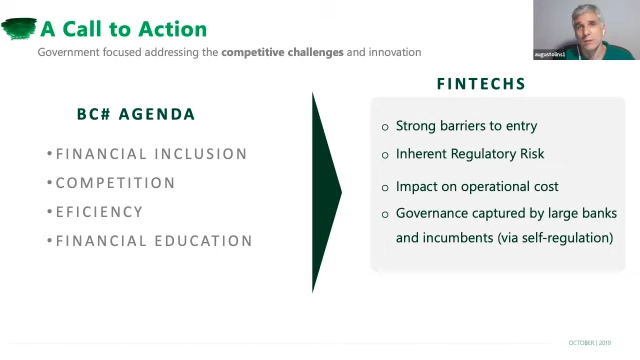 A Call to Action
Government focused addressing the competitive challenges and innovation
augustolins1
BC# AGENDA
• FINANCIAL INCLUSION
• COMPETITION
• EFICIENCY
• FINANCIAL EDUCATION
FINTECHS
o Strong barriers to entry
o Inherent Regulatory Risk
o Impact on operational cost
o Governance captured by large banks
and incumbents (via self-regulation)
OCTOBER | 2019